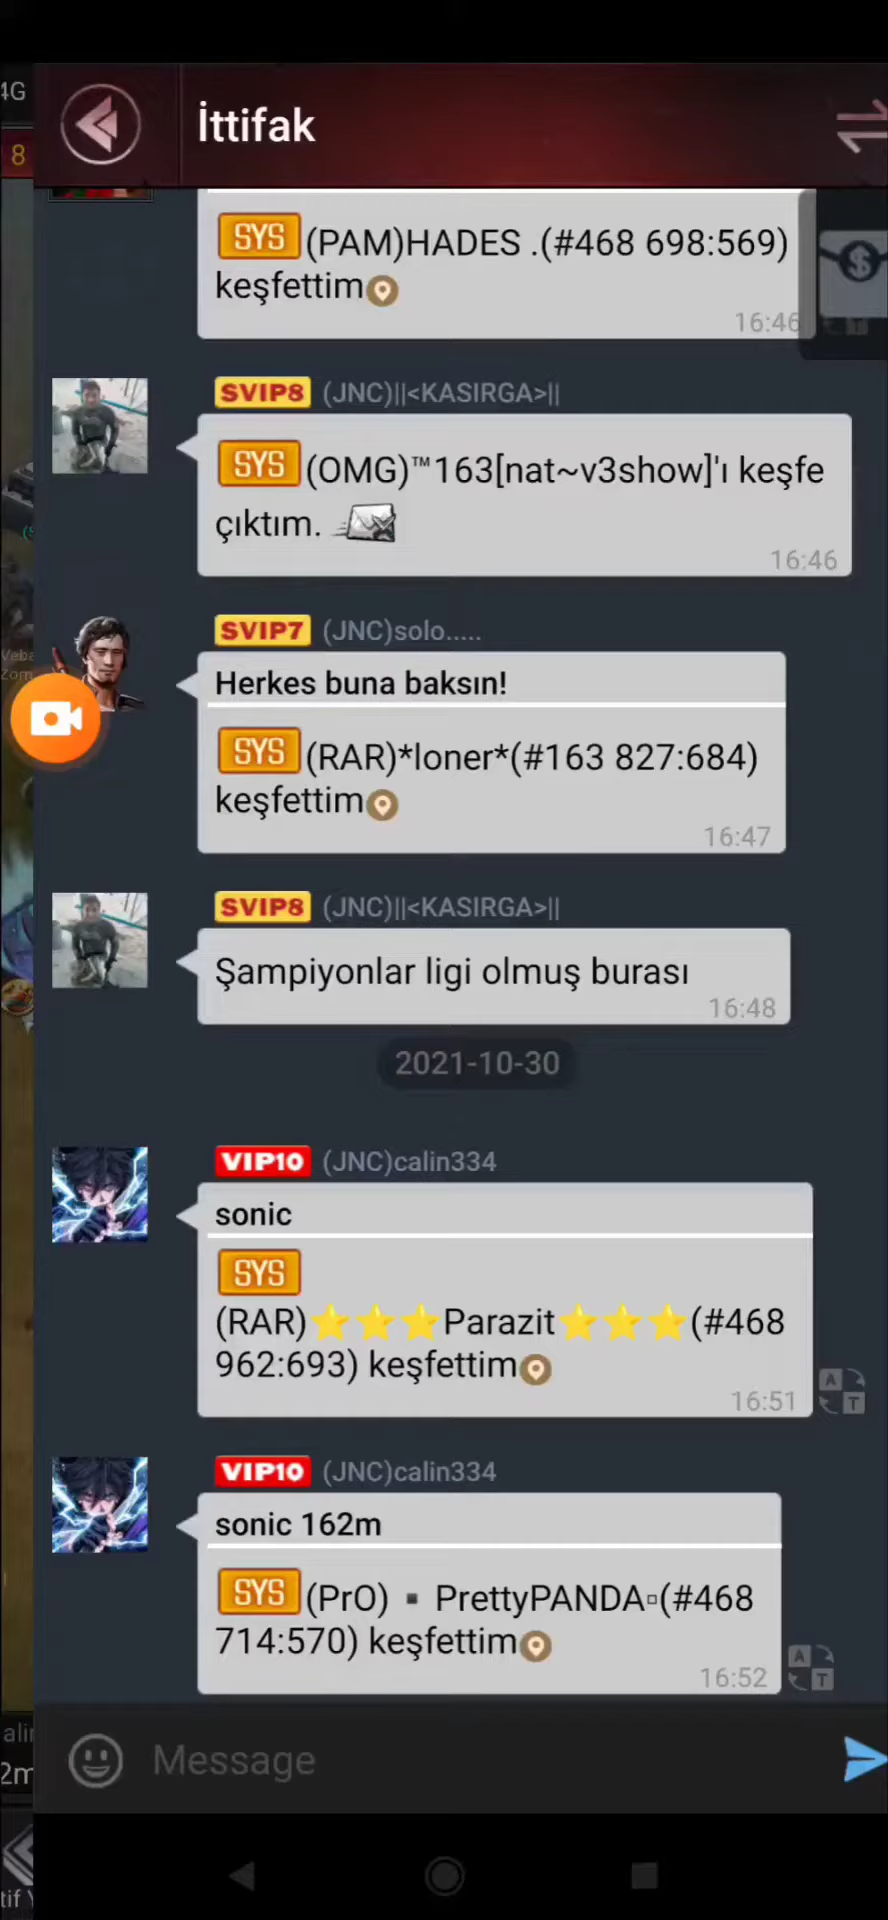 4G
İttifak
8
SYS (PAM)HADES .(#468 698:569)
keşfettim
16:46
SVIP8 (JNC)||<KASIRGA>||
SYS (OMG)™163[nat~v3show]'ı keşfe
çıktım.
16:46
SVIP7 (JNC)solo.....
Herkes buna baksın!
SYS (RAR)*loner*(#163 827:684)
keşfettim
16:47
SVIP8 (JNC)||<KASIRGA>||
Şampiyonlar ligi olmuş burası
16:48
2021-10-30
VIP10 (JNC)calin334
sonic
SYS
(RAR)⭐⭐⭐Parazit⭐⭐⭐(#468
962:693) keşfettim
16:51
VIP10 (JNC)calin334
sonic 162m
SYS (PrO) ▪ PrettyPANDA▫(#468
714:570) keşfettim
16:52
Message